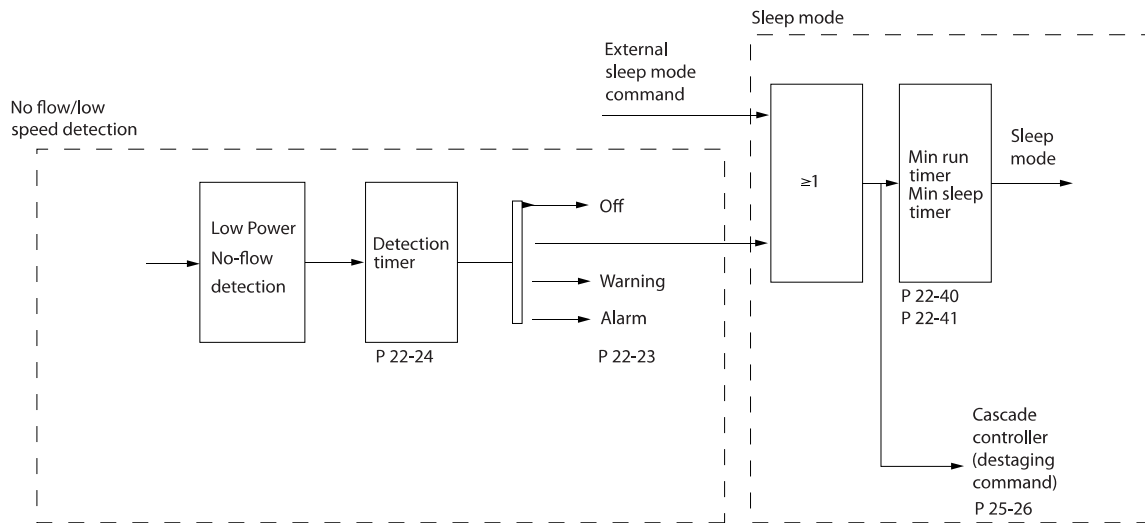 Sleep mode
External
sleep mode
command
No flow/low
speed detection
Low Power
No-flow
detection
Detection
timer
P 22-24
Off
Warning
Alarm
P 22-23
≥1
Min run
timer
Min sleep
timer
P 22-40
P 22-41
Sleep
mode
Cascade
controller
(destaging
command)
P 25-26